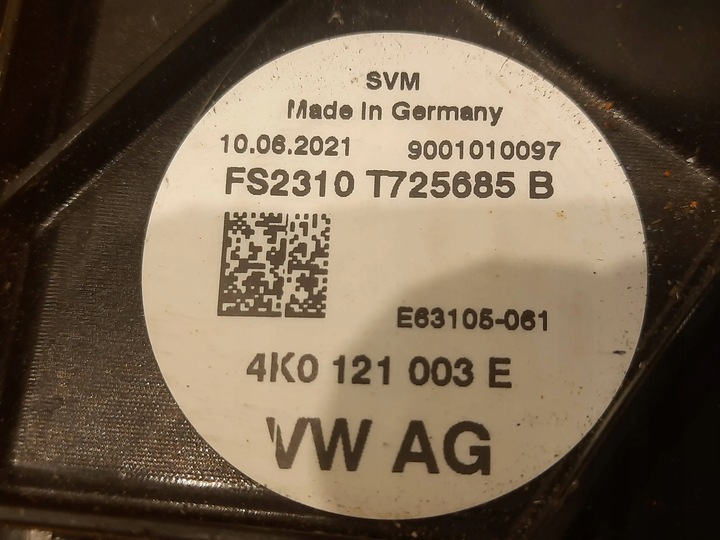 SVM
Made in Germany
10.06.2021 9001010097
FS2310 T725685 B
E63105-061
4K0 121 003 E
VW AG